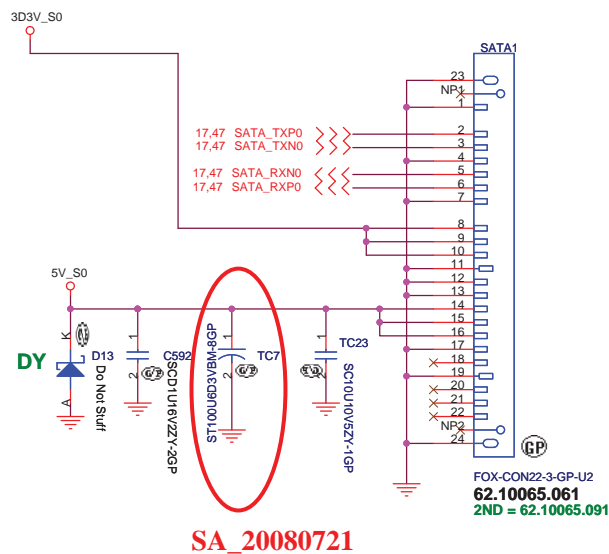 3D3V_S0
SATA1
23
NP1
1
17,47 SATA_TXP0
2
17,47 SATA_TXN0
3
4
17,47 SATA_RXN0
5
17,47 SATA_RXP0
6
7
8
9
10
11
12
13
5V_S0
14
15
16
17
18
19
20
21
22
NP2
24
DY
K
A
D13
Do Not Stuff
1
2
C592
SCD1U16V2ZY-2GP
1
2
TC7
ST100U6D3VBM-8GP
1
2
TC23
SC10U10V5ZY-1GP
GP
FOX-CON22-3-GP-U2
62.10065.061
2ND = 62.10065.091
SA_20080721